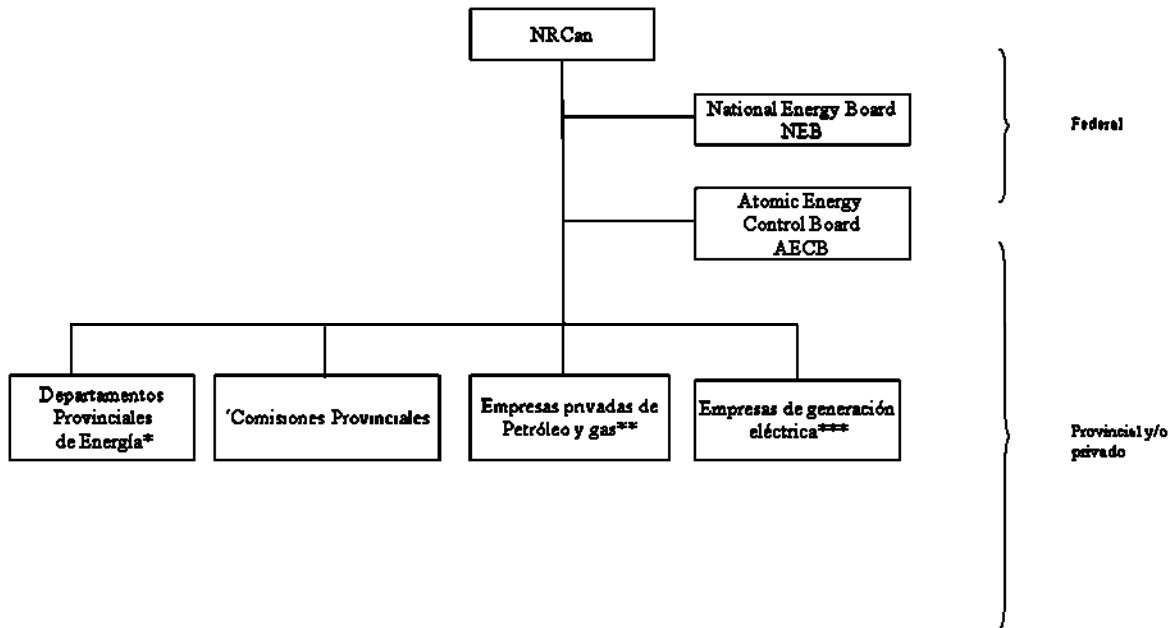 NRCan
National Energy Board
NEB
Federal
Atomic Energy
Control Board
AECB
Departamentos
Provinciales
de Energía*
'Comisiones Provinciales
Empresas privadas de
Petróleo y gas**
Empresas de generación
eléctrica***
Provincial y/o
privado